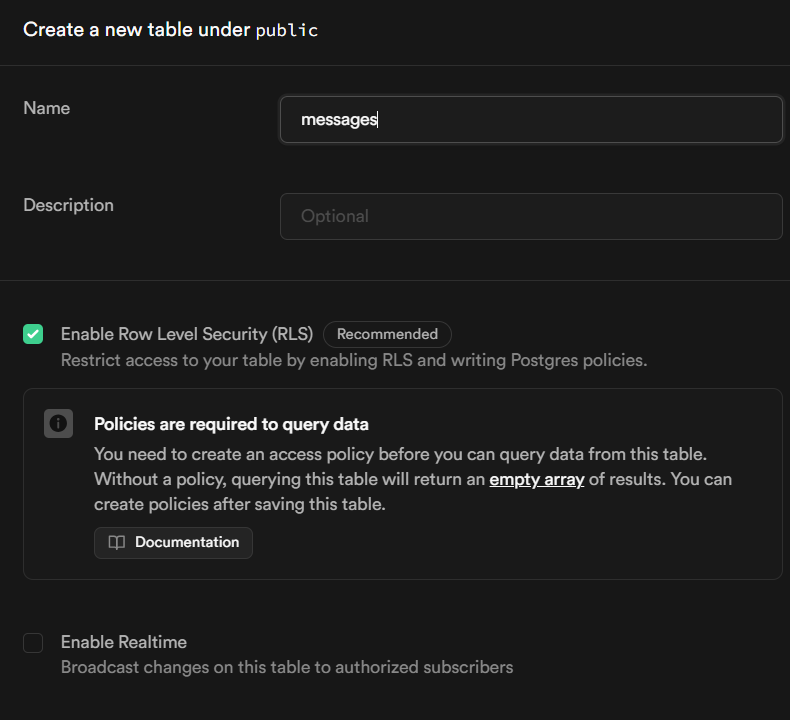 Create a new table under public
Name
messages
Description
Optional
Enable Row Level Security (RLS) Recommended
Restrict access to your table by enabling RLS and writing Postgres policies.
Policies are required to query data
You need to create an access policy before you can query data from this table.
Without a policy, querying this table will return an empty array of results. You can
create policies after saving this table.
Documentation
Enable Realtime
Broadcast changes on this table to authorized subscribers